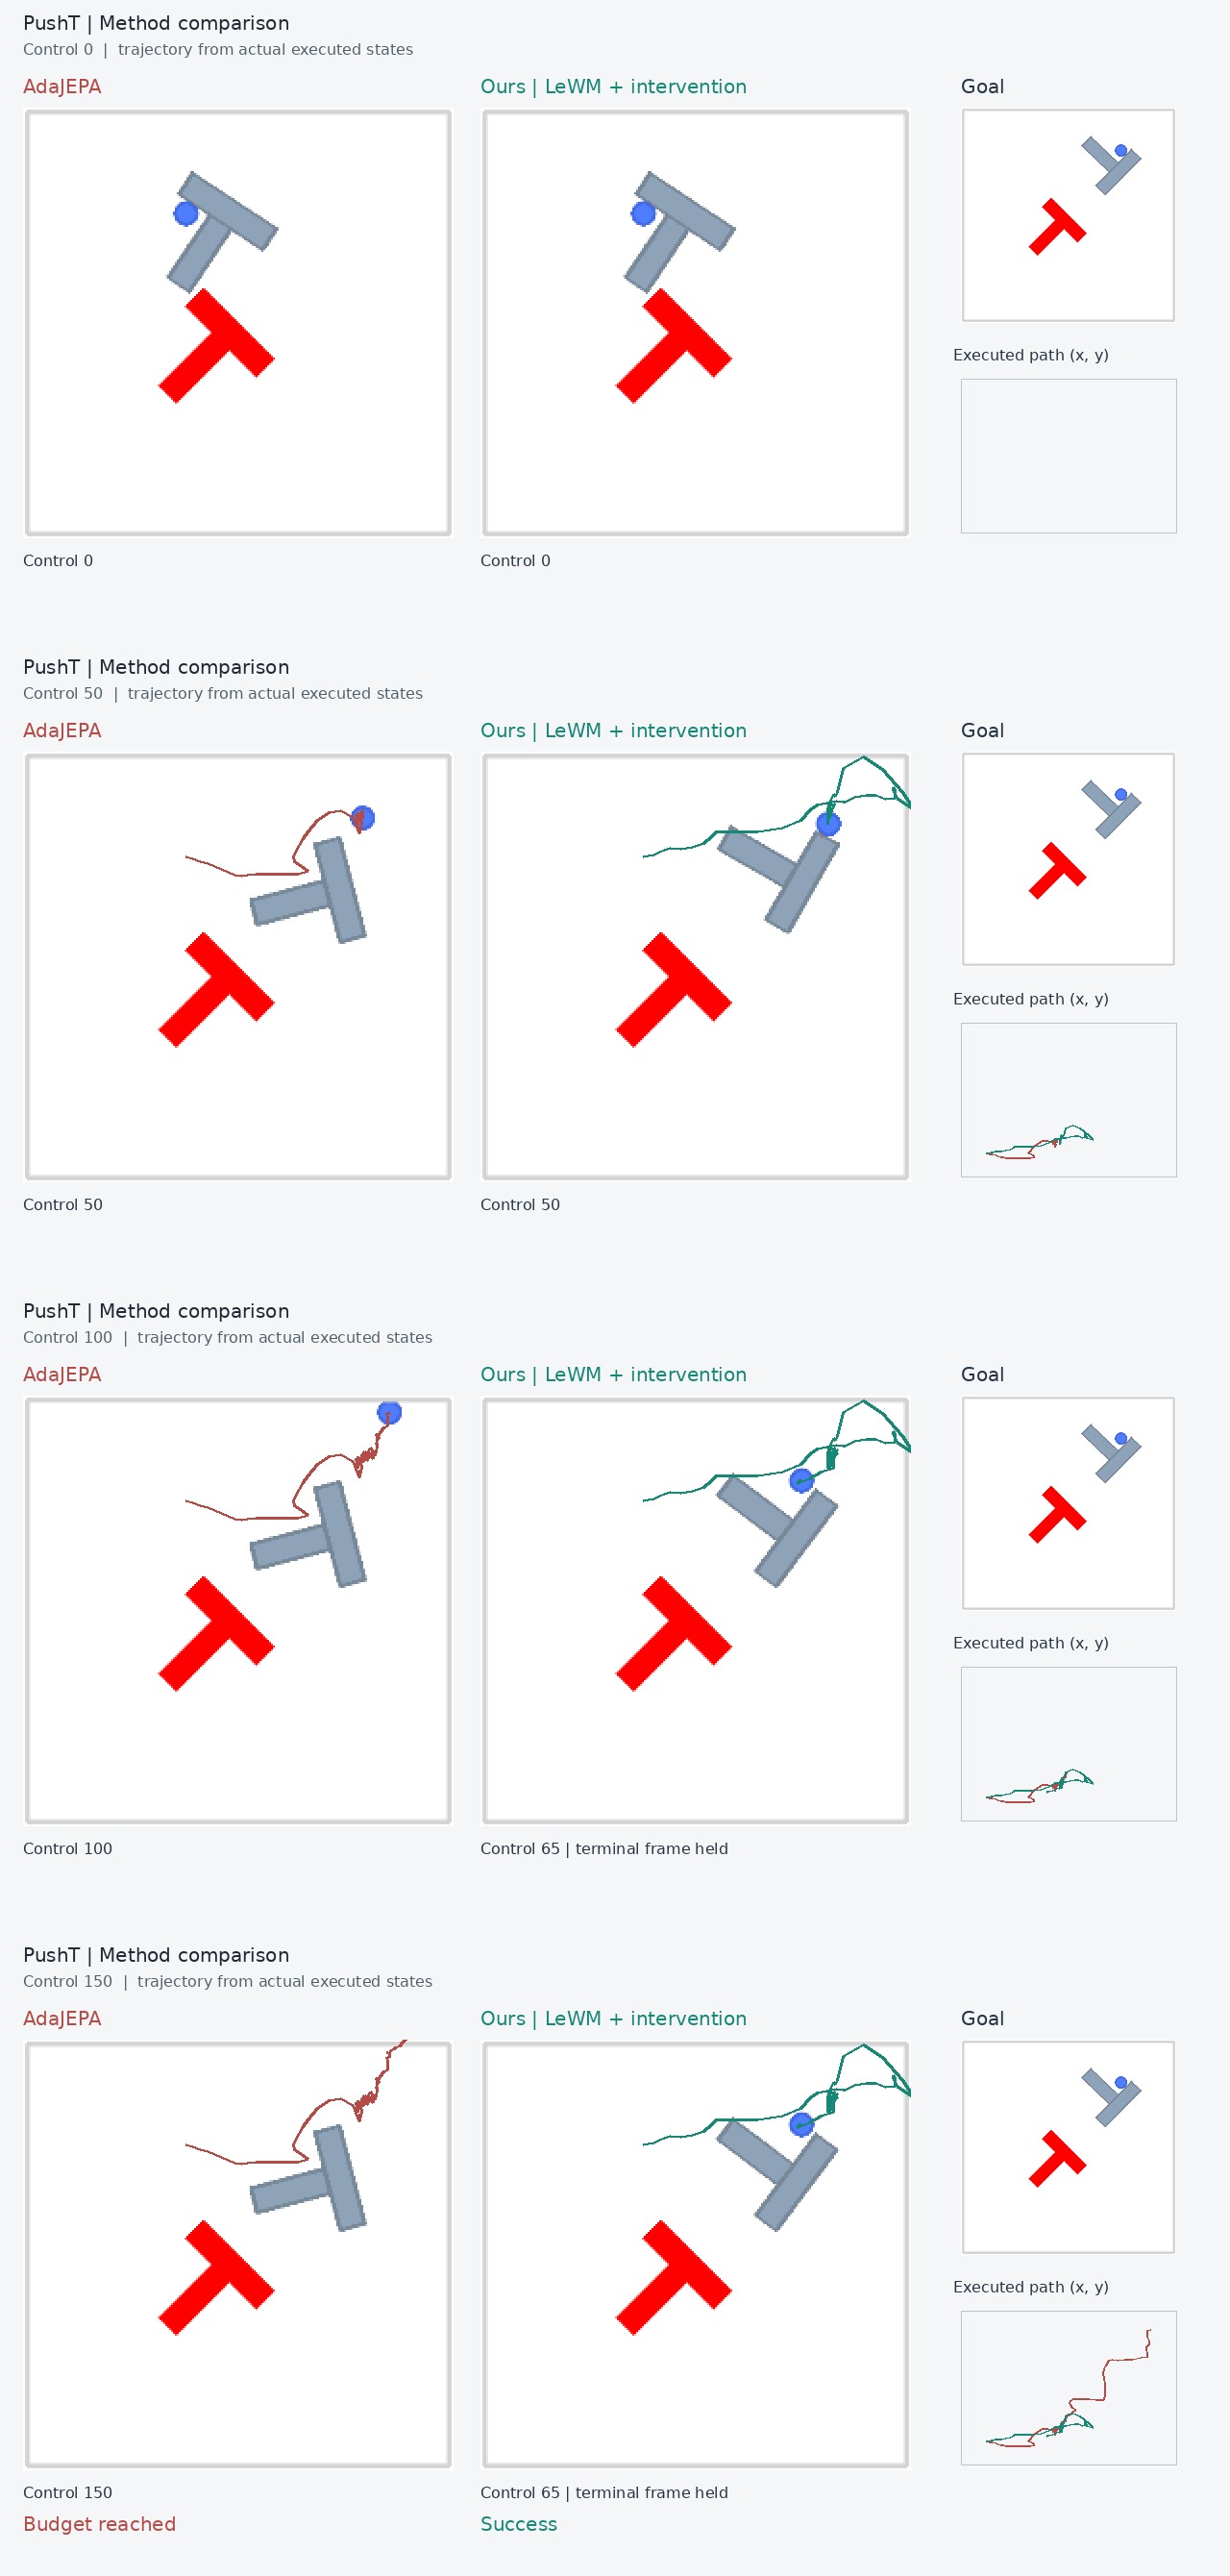 PushT | Method comparison
Control 0 | trajectory from actual executed states
AdaJEPA
Ours | LeWM + intervention
Goal
Executed path (x, y)
Control 0
Control 0
PushT | Method comparison
Control 50 | trajectory from actual executed states
AdaJEPA
Ours | LeWM + intervention
Goal
Executed path (x, y)
Control 50
Control 50
PushT | Method comparison
Control 100 | trajectory from actual executed states
AdaJEPA
Ours | LeWM + intervention
Goal
Executed path (x, y)
Control 100
Control 65 | terminal frame held
PushT | Method comparison
Control 150 | trajectory from actual executed states
AdaJEPA
Ours | LeWM + intervention
Goal
Executed path (x, y)
Control 150
Control 65 | terminal frame held
Budget reached
Success